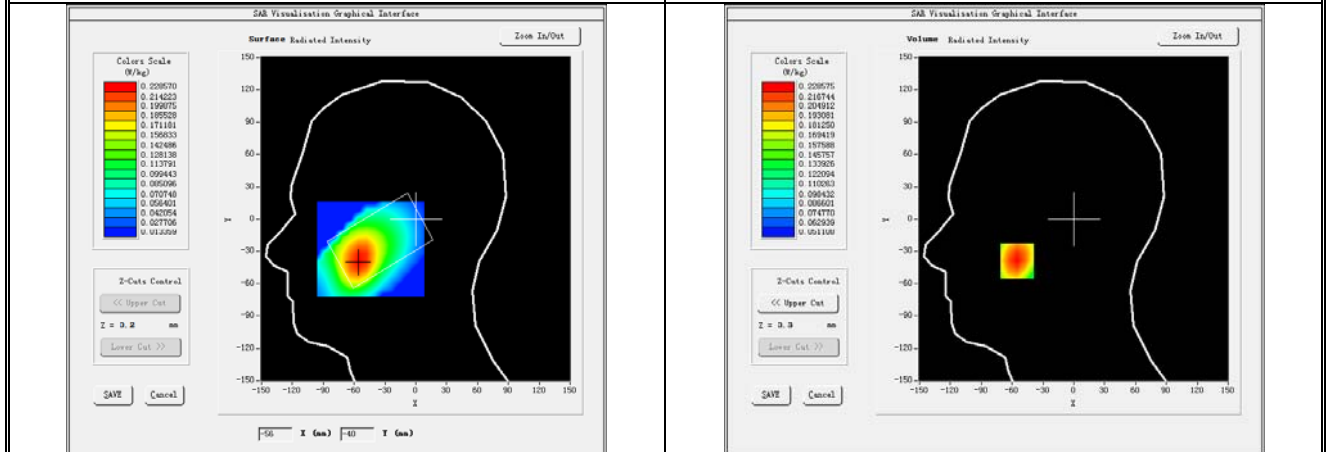 SAR Visualisation Graphical Interface
Surface Radiated Intensity
Zoom In/Out
Colors Scale
(W/kg)
0.228570
0.214223
0.199875
0.185528
0.171181
0.156833
0.142486
0.128138
0.113791
0.099443
0.085096
0.070748
0.056401
0.042054
0.027706
0.013359
150
120
90
60
30
0
-30
-60
-90
-120
-150
Y
-150 -120 -90 -60 -30 0 30 60 90 120 150
X
Z-Cuts Control
<< Upper Cut
Z = 3.2 mm
Lower Cut >>
SAVE Cancel
-56 X (mm) -40 Y (mm)
SAR Visualisation Graphical Interface
Volume Radiated Intensity
Zoom In/Out
Colors Scale
(W/kg)
0.228575
0.216744
0.204912
0.193081
0.181250
0.169419
0.157588
0.145757
0.133926
0.122094
0.110263
0.098432
0.086601
0.074770
0.062939
0.051108
150
120
90
60
30
0
-30
-60
-90
-120
-150
Y
-150 -120 -90 -60 -30 0 30 60 90 120 150
X
Z-Cuts Control
<< Upper Cut
Z = 3.3 mm
Lower Cut >>
SAVE Cancel